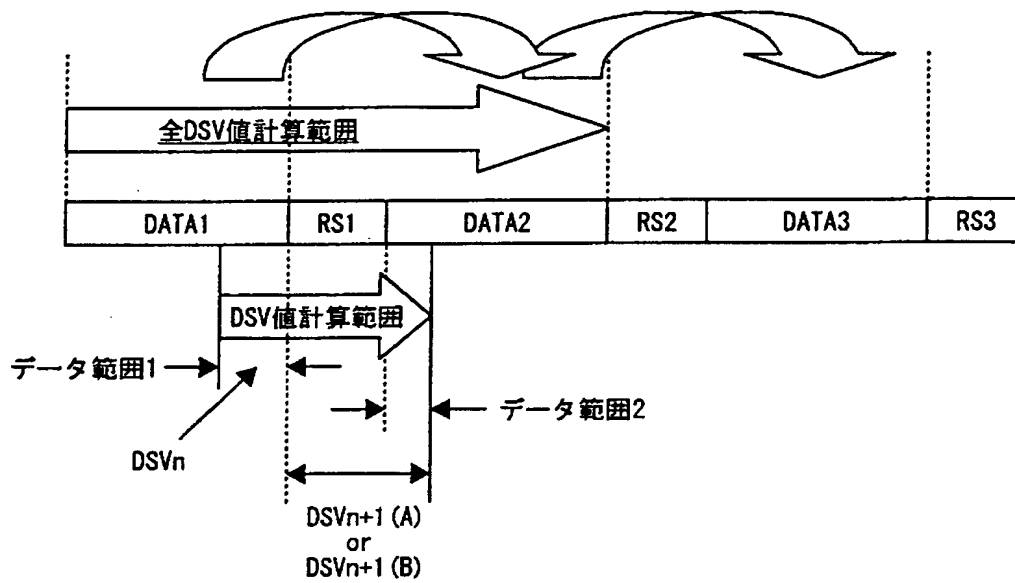 全DSV値計算範囲
DATA1 RS1 DATA2 RS2 DATA3 RS3
DSV値計算範囲
データ範囲1
データ範囲2
DSVn
DSVn+1(A)
or
DSVn+1(B)